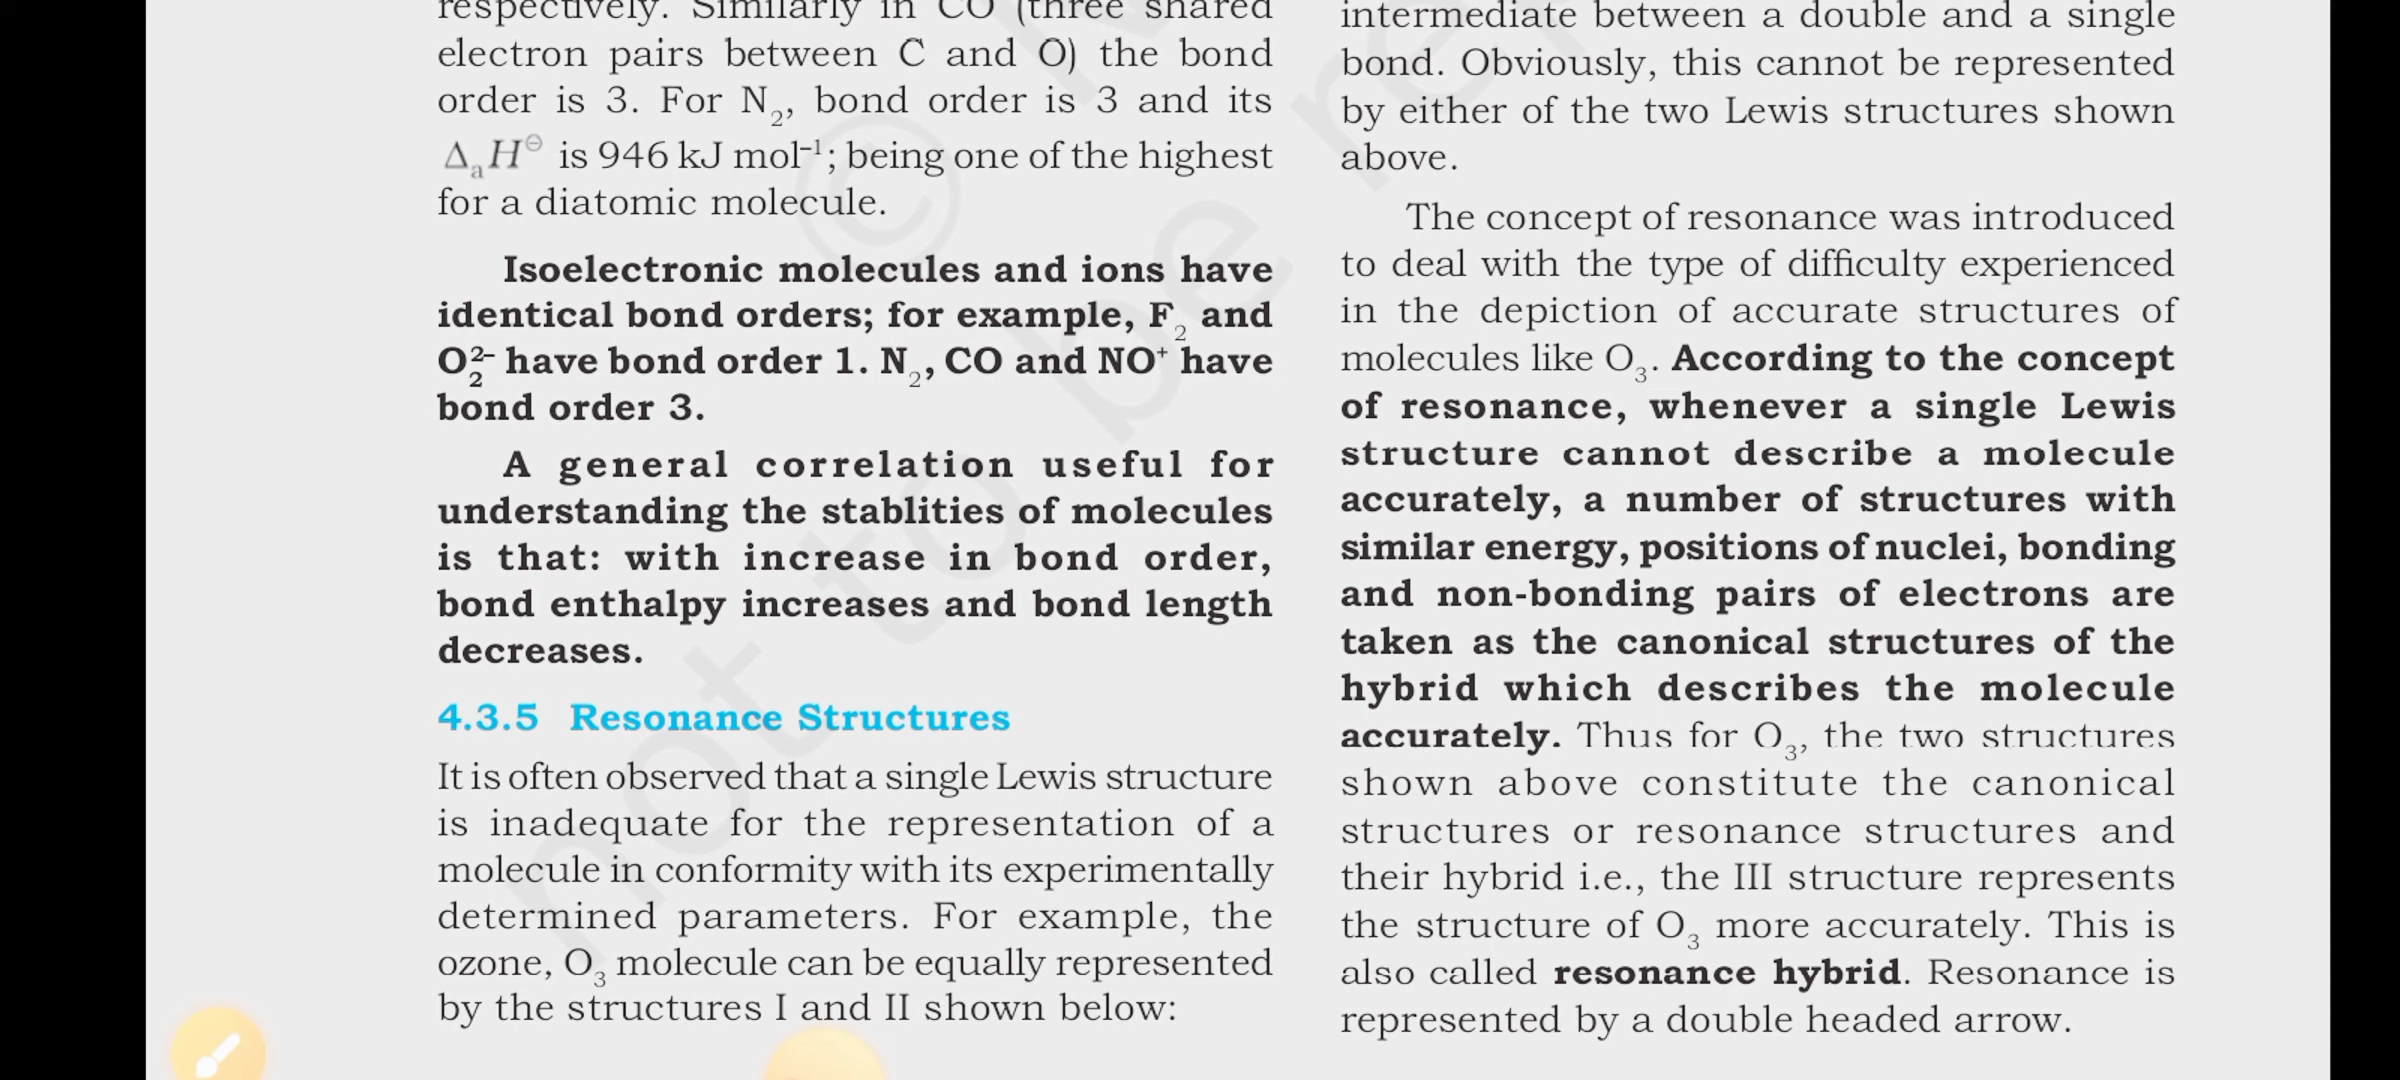 respectively. Similarly in CO (three shared
electron pairs between C and O) the bond
order is 3. For N₂, bond order is 3 and its
ΔₐH⊖ is 946 kJ mol⁻¹; being one of the highest
for a diatomic molecule.
Isoelectronic molecules and ions have
identical bond orders; for example, F₂ and
O₂²⁻ have bond order 1. N₂, CO and NO⁺ have
bond order 3.
A general correlation useful for
understanding the stablities of molecules
is that: with increase in bond order,
bond enthalpy increases and bond length
decreases.
4.3.5 Resonance Structures
It is often observed that a single Lewis structure
is inadequate for the representation of a
molecule in conformity with its experimentally
determined parameters. For example, the
ozone, O₃ molecule can be equally represented
by the structures I and II shown below:
intermediate between a double and a single
bond. Obviously, this cannot be represented
by either of the two Lewis structures shown
above.
The concept of resonance was introduced
to deal with the type of difficulty experienced
in the depiction of accurate structures of
molecules like O₃. According to the concept
of resonance, whenever a single Lewis
structure cannot describe a molecule
accurately, a number of structures with
similar energy, positions of nuclei, bonding
and non-bonding pairs of electrons are
taken as the canonical structures of the
hybrid which describes the molecule
accurately. Thus for O₃, the two structures
shown above constitute the canonical
structures or resonance structures and
their hybrid i.e., the III structure represents
the structure of O₃ more accurately. This is
also called resonance hybrid. Resonance is
represented by a double headed arrow.
©
not to be